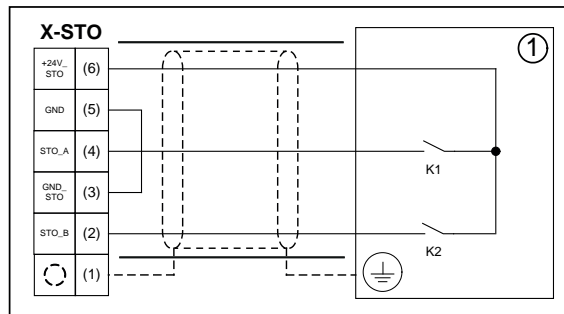 X-STO
1
+24V_
STO
(6)
GND
(5)
STO_A
(4)
K1
GND_
STO
(3)
STO_B
(2)
K2
(1)